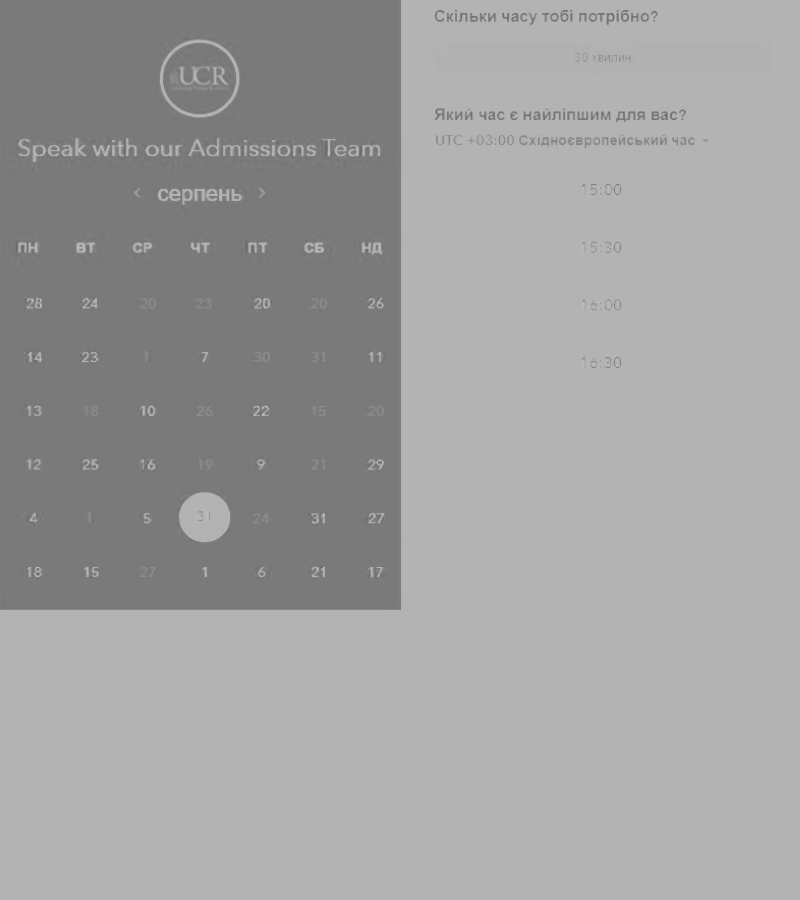 UCR
Speak with our Admissions Team
< серпень >
ПН ВТ СР ЧТ ПТ СБ НД
28 24 20 23 20 20 26
14 23 1 7 30 31 11
13 18 10 26 22 15 20
12 25 16 19 9 21 29
4 1 5 31 24 31 27
18 15 27 1 6 21 17
Скільки часу тобі потрібно?
30 хвилин
Який час є найліпшим для вас?
UTC +03:00 Східноєвропейський час
15:00
15:30
16:00
16:30